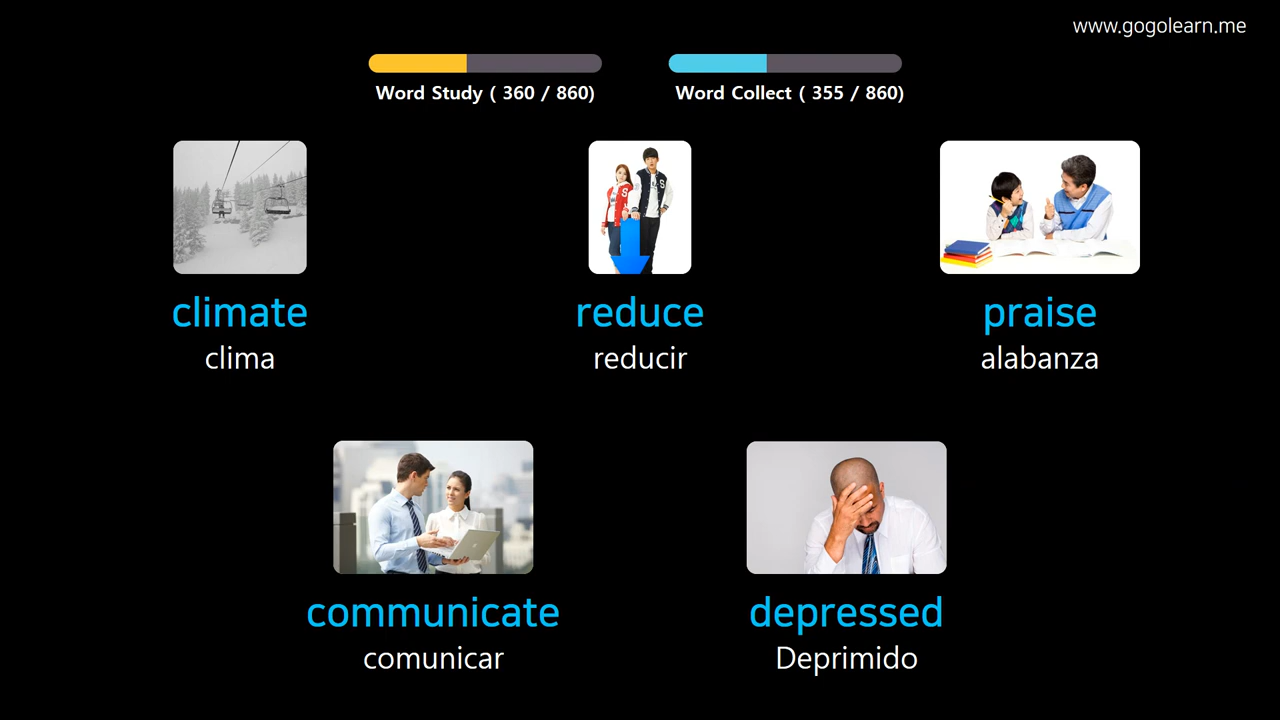 www.gogolearn.me
Word Study ( 360 / 860)
Word Collect ( 355 / 860)
climate
clima
reduce
reducir
praise
alabanza
communicate
comunicar
depressed
Deprimido